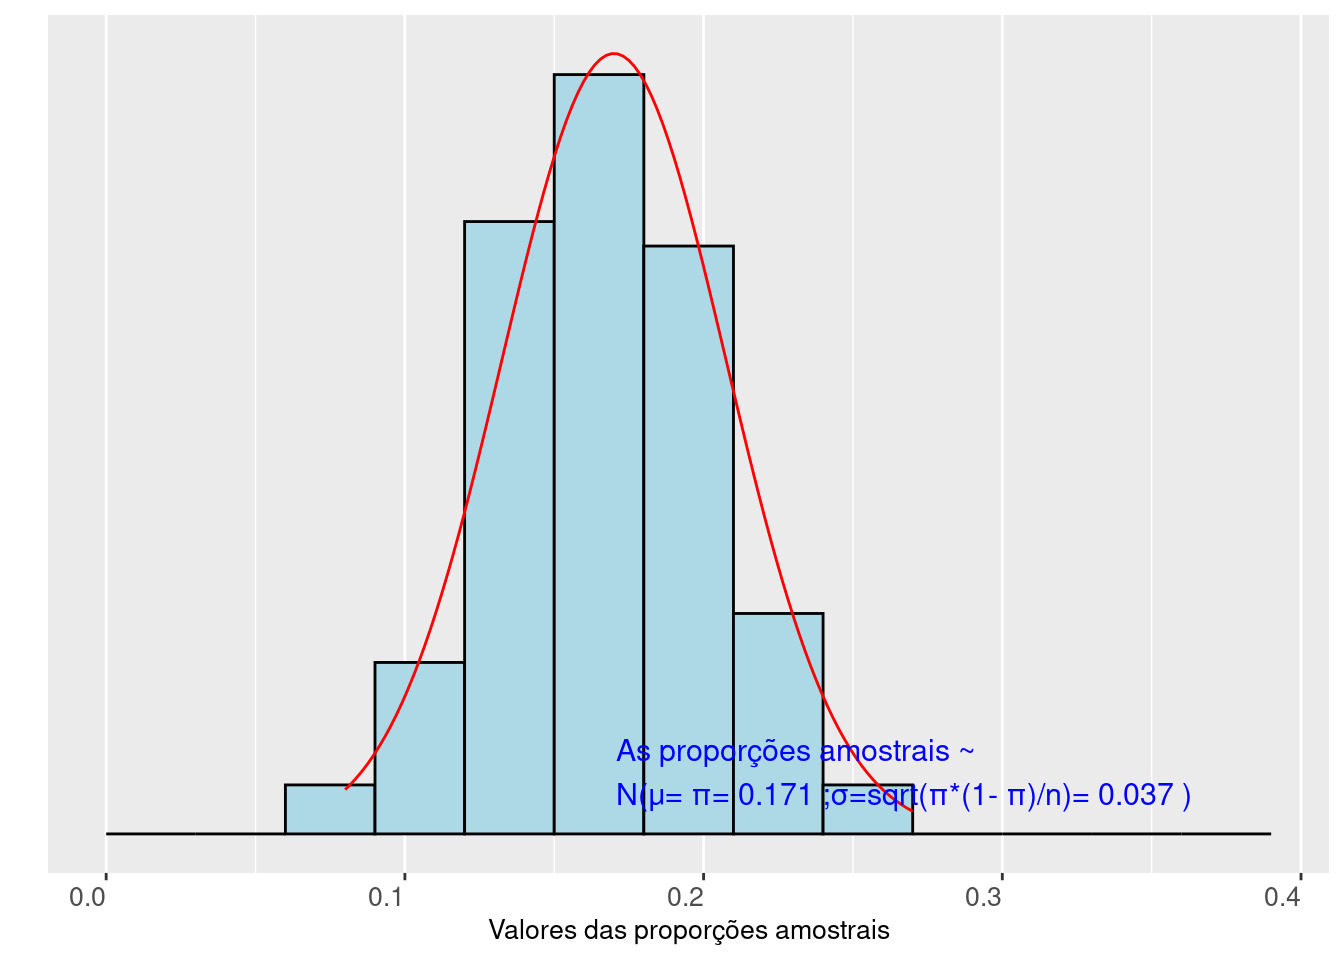 As proporções amostrais ~
N(μ= π= 0.171 ;σ=sqrt(π*(1- π)/n)= 0.037 )
0.0 0.1 0.2 0.3 0.4
Valores das proporções amostrais